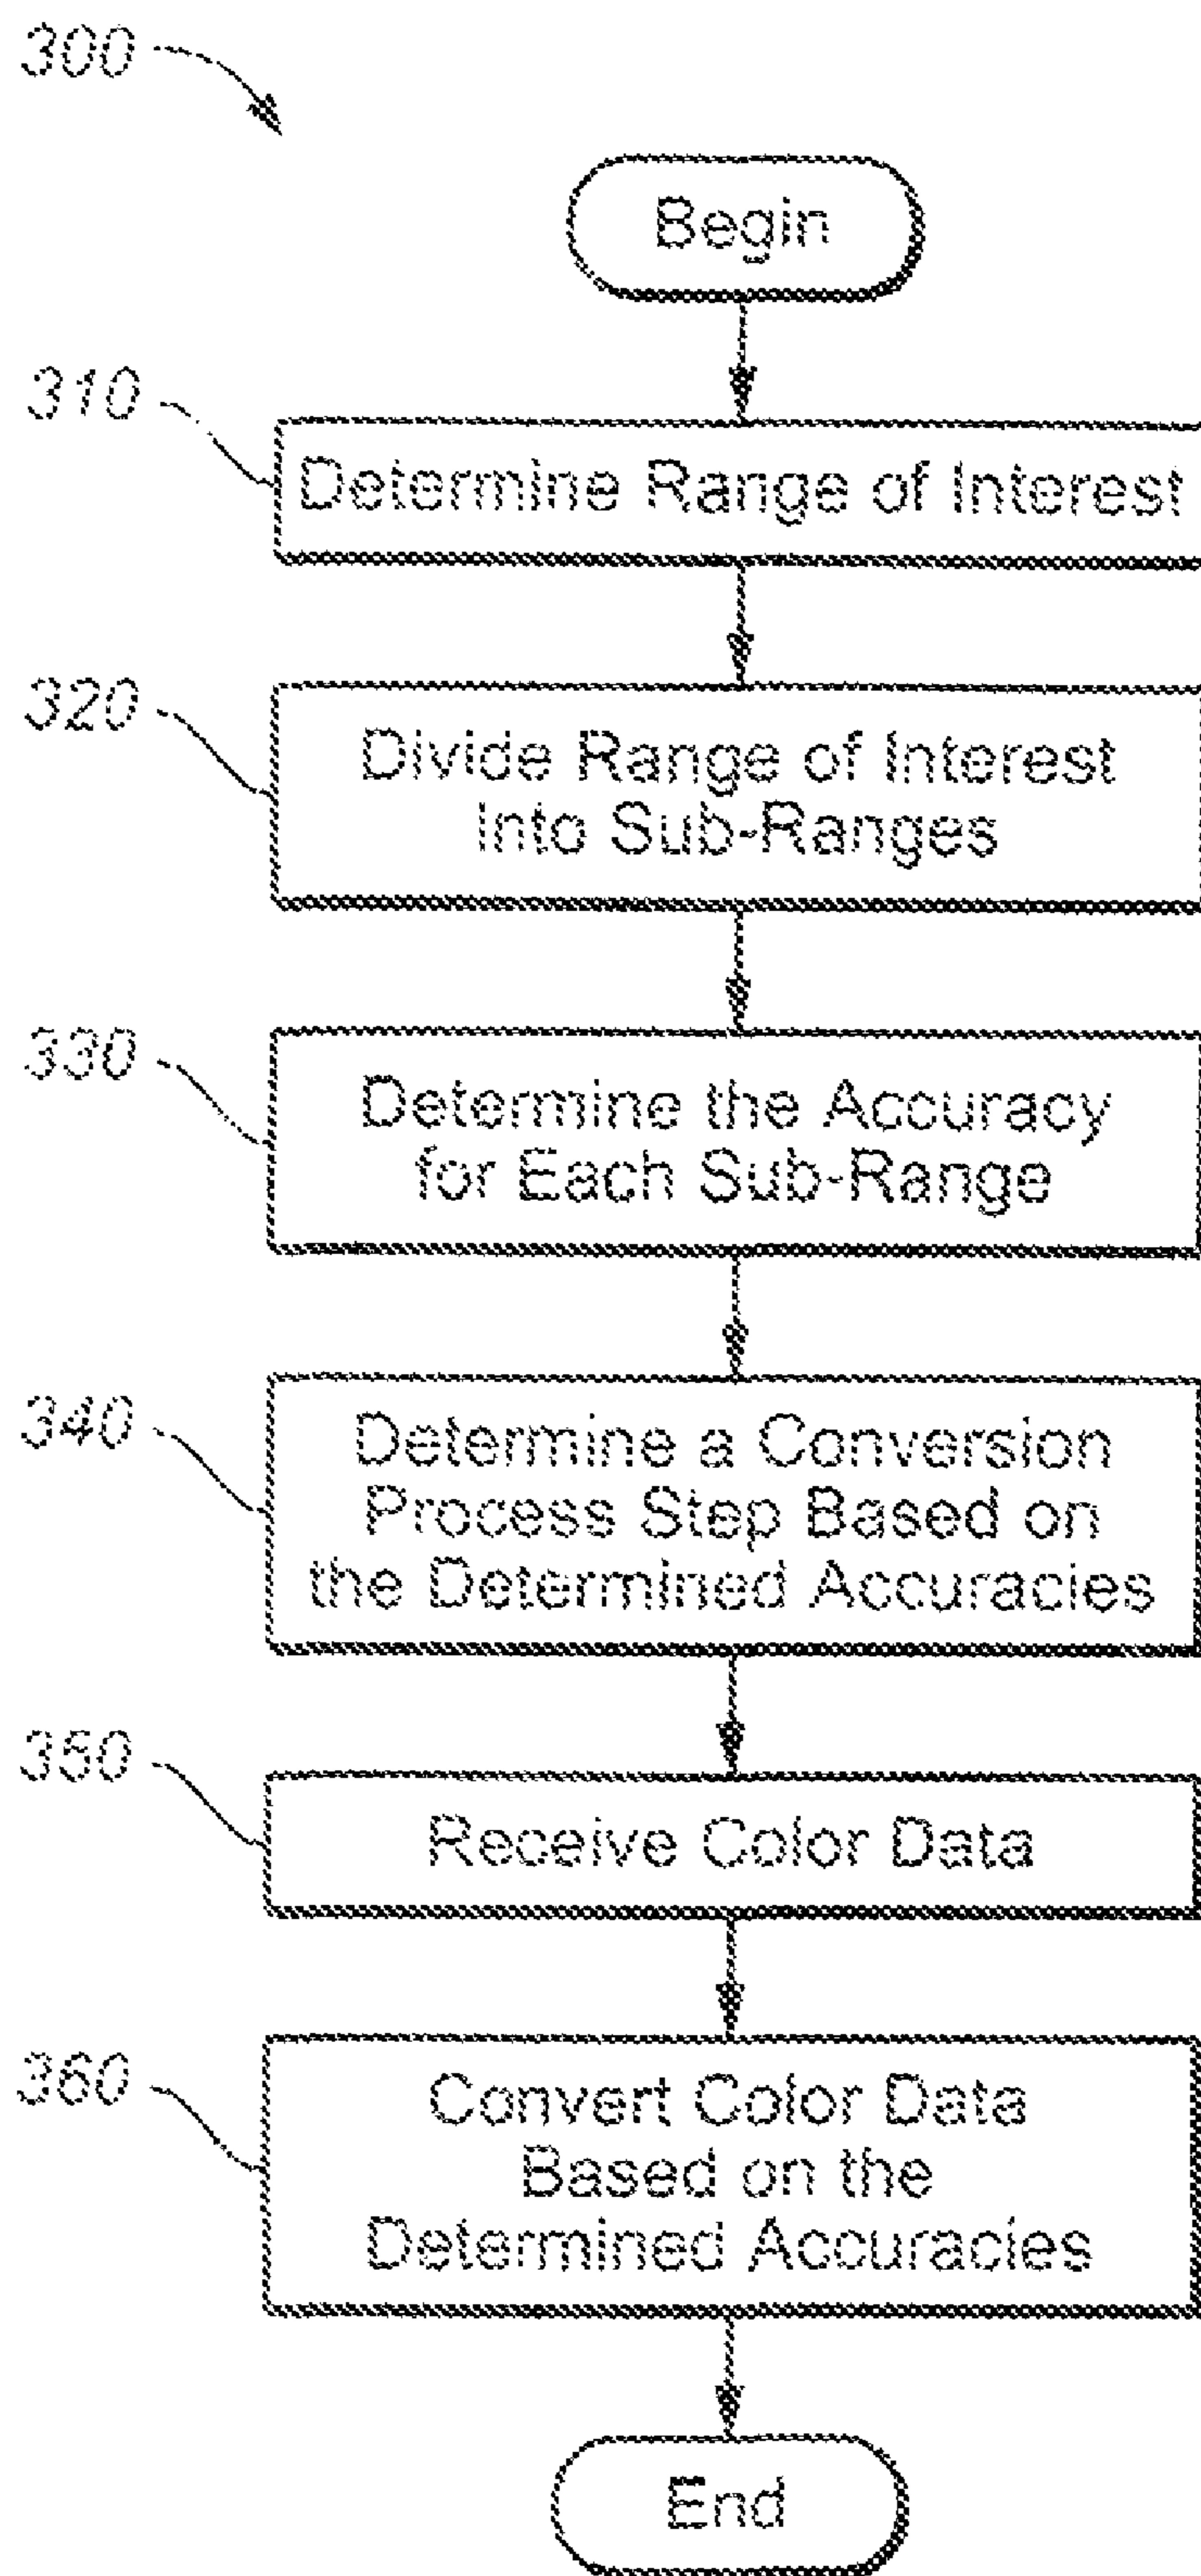 300
Begin
310
Determine Range of Interest
320
Divide Range of Interest
Into Sub-Ranges
330
Determine the Accuracy
for Each Sub-Range
340
Determine a Conversion
Process Step Based on
the Determined Accuracies
350
Receive Color Data
360
Convert Color Data
Based on the
Determined Accuracies
End